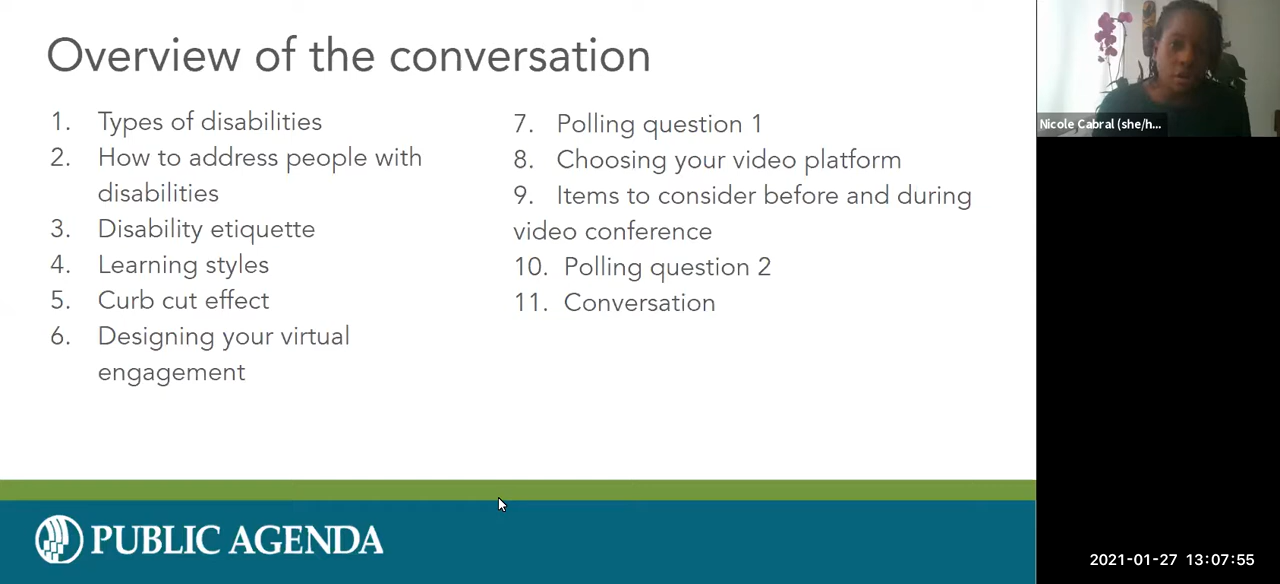 Overview of the conversation
1. Types of disabilities
2. How to address people with
disabilities
3. Disability etiquette
4. Learning styles
5. Curb cut effect
6. Designing your virtual
engagement
7. Polling question 1
8. Choosing your video platform
9. Items to consider before and during
video conference
10. Polling question 2
11. Conversation
Nicole Cabral (she/h...
PUBLIC AGENDA
2021-01-27 13:07:55